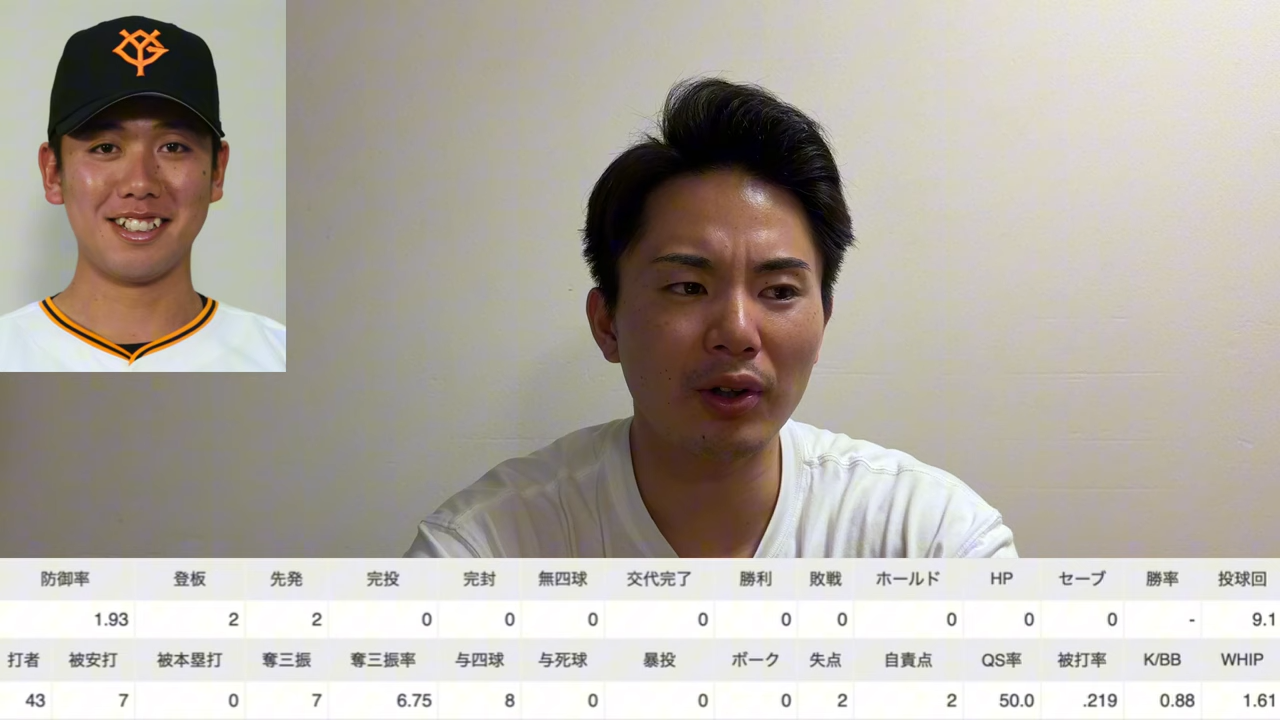 YG
防御率 登板 先発 完投 完封 無四球 交代完了 勝利 敗戦 ホールド HP セーブ 勝率 投球回
1.93 2 2 0 0 0 0 0 0 0 0 0 - 9.1
打者 被安打 被本塁打 奪三振 奪三振率 与四球 与死球 暴投 ボーク 失点 自責点 QS率 被打率 K/BB WHIP
43 7 0 7 6.75 8 0 0 0 2 2 50.0 .219 0.88 1.61